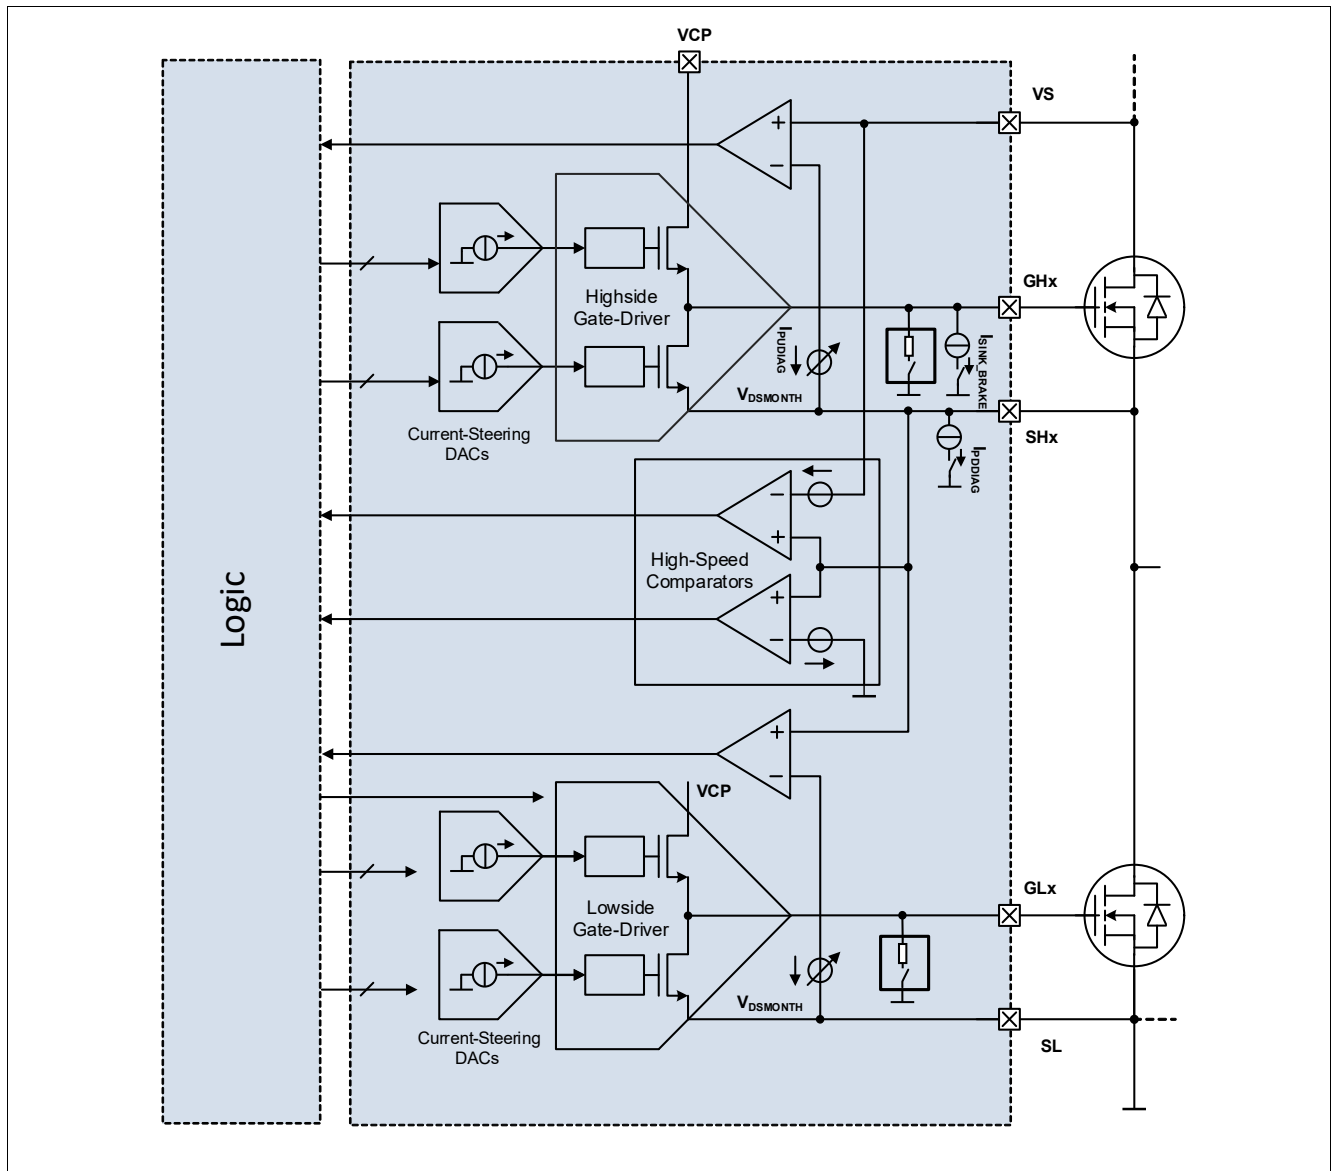 VCP
VS
GHx
Highside
Gate-Driver
IPUDIAG
ISINK_BRAKE
VDSMONTH
SHx
Current-Steering
DACs
IPDDIAG
High-Speed
Comparators
Logic
VCP
GLx
Lowside
Gate-Driver
VDSMONTH
Current-Steering
DACs
SL
+
−
−
+
+
−
+
−